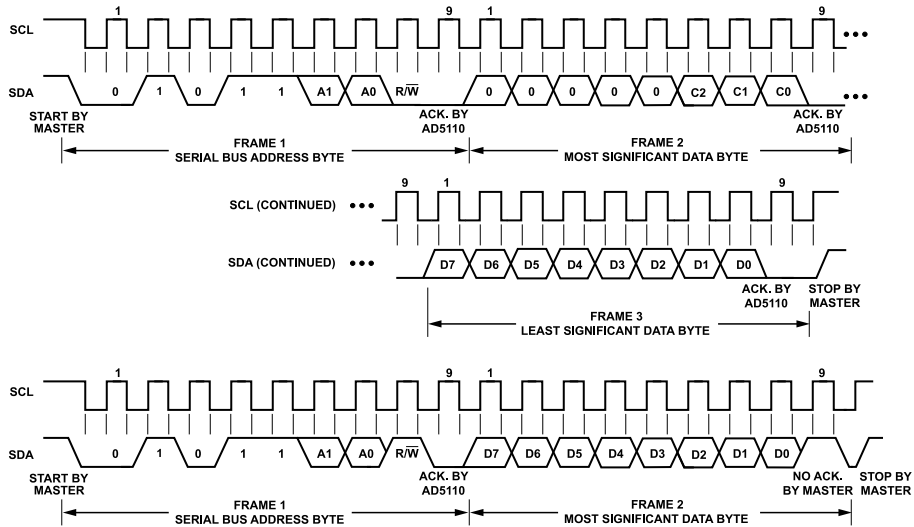 1 9 1 9
SCL
SDA 0 1 0 1 1 A1 A0 R/W̅ 0 0 0 0 0 C2 C1 C0
START BY MASTER
ACK. BY AD5110
ACK. BY AD5110
FRAME 1
SERIAL BUS ADDRESS BYTE
FRAME 2
MOST SIGNIFICANT DATA BYTE
9 1 9
SCL (CONTINUED)
SDA (CONTINUED) D7 D6 D5 D4 D3 D2 D1 D0
ACK. BY AD5110
STOP BY MASTER
FRAME 3
LEAST SIGNIFICANT DATA BYTE
1 9 1 9
SCL
SDA 0 1 0 1 1 A1 A0 R/W̅ D7 D6 D5 D4 D3 D2 D1 D0
START BY MASTER
ACK. BY AD5110
NO ACK. BY MASTER
STOP BY MASTER
FRAME 1
SERIAL BUS ADDRESS BYTE
FRAME 2
MOST SIGNIFICANT DATA BYTE